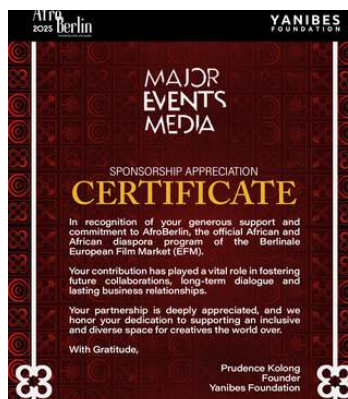 Afro
2025 Berlin
YANIBES
FOUNDATION
MAJOR
EVENTS
MEDIA
SPONSORSHIP APPRECIATION
CERTIFICATE
In recognition of your generous support and
commitment to AfroBerlin, the official African and
African diaspora program of the Berlinale
European Film Market (EFM).
Your contribution has played a vital role in fostering
future collaborations, long-term dialogue and
lasting business relationships.
Your partnership is deeply appreciated, and we
honor your dedication to supporting an inclusive
and diverse space for creatives the world over.
With Gratitude,
Prudence Kolong
Founder
Yanibes Foundation